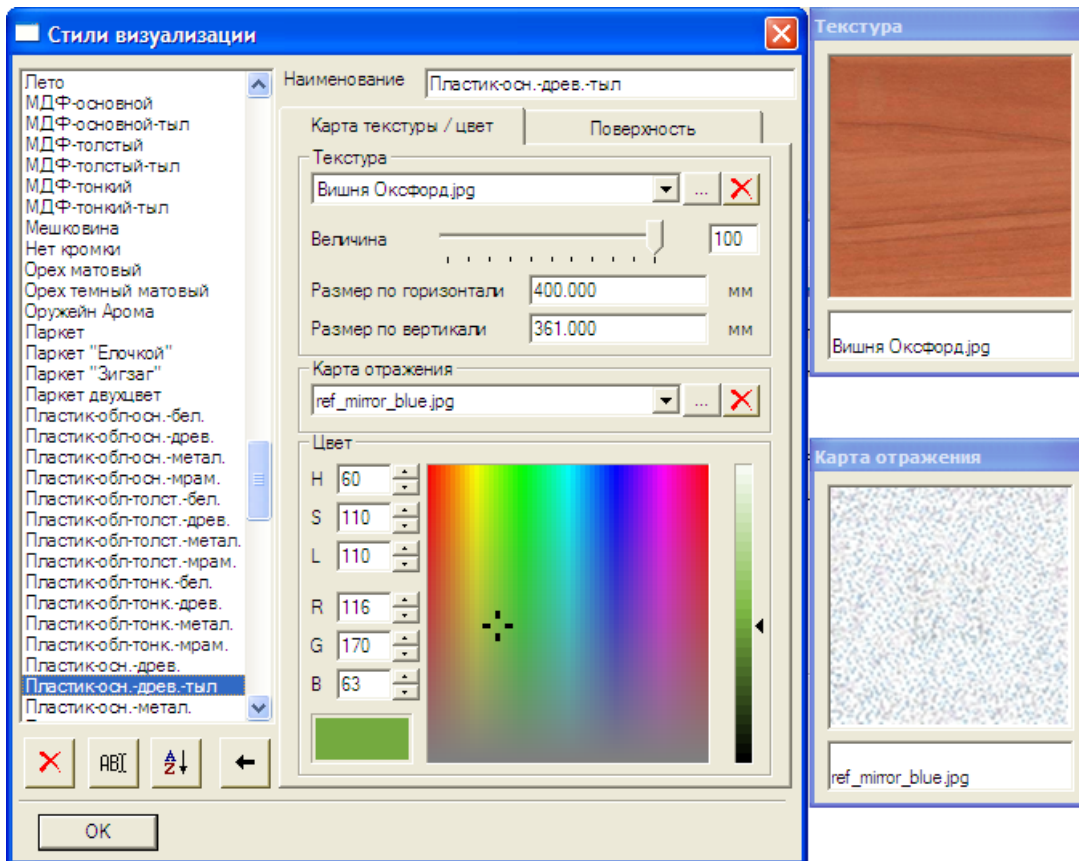 Стили визуализации
Лето
МДФ-основной
МДФ-основной-тыл
МДФ-толстый
МДФ-толстый-тыл
МДФ-тонкий
МДФ-тонкий-тыл
Мешковина
Нет кромки
Орех матовый
Орех темный матовый
Оружейн Арома
Паркет
Паркет "Елочкой"
Паркет "Зигзаг"
Паркет двухцвет
Пластик-обл-осн.-бел.
Пластик-обл-осн.-древ.
Пластик-обл-осн.-метал.
Пластик-обл-осн.-мрам.
Пластик-обл-толст.-бел.
Пластик-обл-толст.-древ.
Пластик-обл-толст.-метал.
Пластик-обл-толст.-мрам.
Пластик-обл-тонк.-бел.
Пластик-обл-тонк.-древ.
Пластик-обл-тонк.-метал.
Пластик-обл-тонк.-мрам.
Пластик-осн.-древ.
Пластик-осн.-древ.-тыл
Пластик-осн.-метал.
ABI
AZ
OK
Наименование Пластик-осн.-древ.-тыл
Карта текстуры / цвет Поверхность
Текстура
Вишня Оксфорд.jpg ...
Величина 100
Размер по горизонтали 400.000 мм
Размер по вертикали 361.000 мм
Карта отражения
ref_mirror_blue.jpg ...
Цвет
H 60
S 110
L 110
R 116
G 170
B 63
Текстура
Вишня Оксфорд.jpg
Карта отражения
ref_mirror_blue.jpg